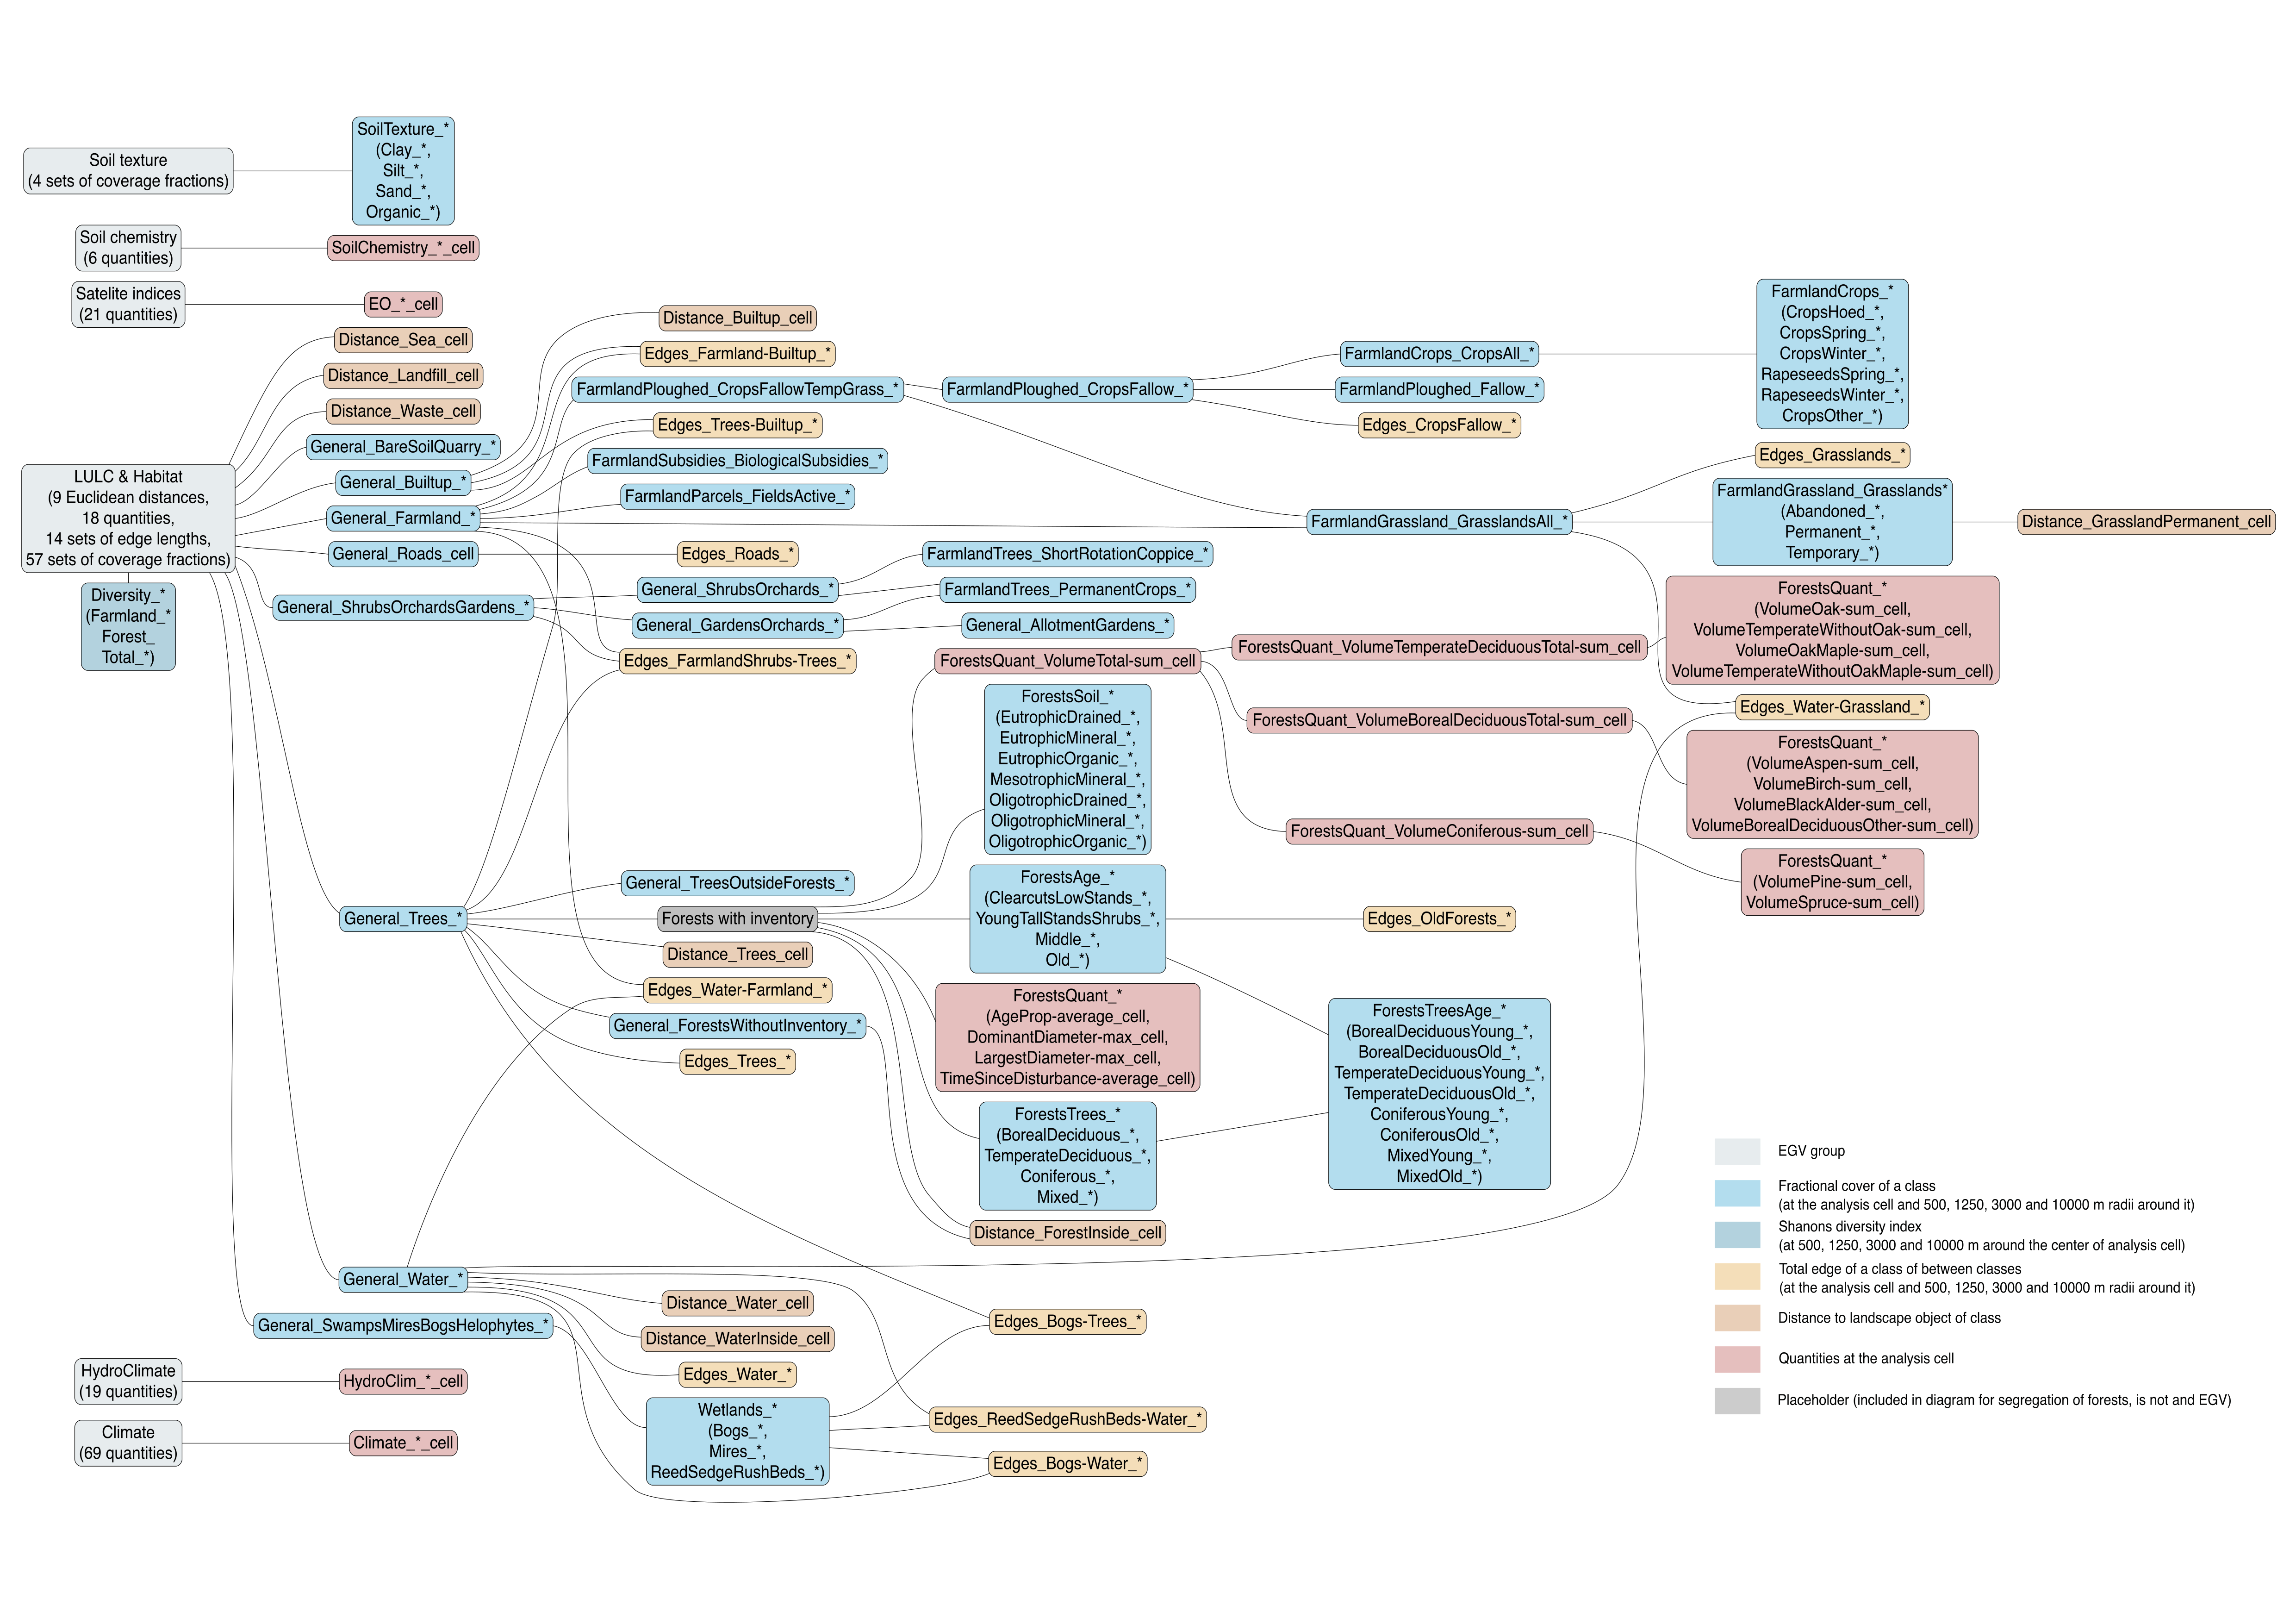 Soil texture
(4 sets of coverage fractions)
SoilTexture_*
(Clay_*,
Silt_*,
Sand_*,
Organic_*)
Soil chemistry
(6 quantities)
SoilChemistry_*_cell
Satelite indices
(21 quantities)
EO_*_cell
LULC & Habitat
(9 Euclidean distances,
18 quantities,
14 sets of edge lengths,
57 sets of coverage fractions)
Diversity_*
(Farmland_*
Forest_
Total_*)
Distance_Sea_cell
Distance_Landfill_cell
Distance_Waste_cell
General_BareSoilQuarry_*
General_Builtup_*
General_Farmland_*
General_Roads_cell
General_ShrubsOrchardsGardens_*
General_Trees_*
General_Water_*
General_SwampsMiresBogsHelophytes_*
HydroClimate
(19 quantities)
HydroClim_*_cell
Climate
(69 quantities)
Climate_*_cell
Distance_Builtup_cell
Edges_Farmland-Builtup_*
FarmlandPloughed_CropsFallowTempGrass_*
Edges_Trees-Builtup_*
FarmlandSubsidies_BiologicalSubsidies_*
FarmlandParcels_FieldsActive_*
Edges_Roads_*
General_ShrubsOrchards_*
General_GardensOrchards_*
Edges_FarmlandShrubs-Trees_*
General_TreesOutsideForests_*
Forests with inventory
Distance_Trees_cell
Edges_Water-Farmland_*
General_ForestsWithoutInventory_*
Edges_Trees_*
Distance_Water_cell
Distance_WaterInside_cell
Edges_Water_*
Wetlands_*
(Bogs_*,
Mires_*,
ReedSedgeRushBeds_*)
FarmlandPloughed_CropsFallow_*
FarmlandTrees_ShortRotationCoppice_*
FarmlandTrees_PermanentCrops_*
General_AllotmentGardens_*
ForestsQuant_VolumeTotal-sum_cell
ForestsSoil_*
(EutrophicDrained_*,
EutrophicMineral_*,
EutrophicOrganic_*,
MesotrophicMineral_*,
OligotrophicDrained_*,
OligotrophicMineral_*,
OligotrophicOrganic_*)
ForestsAge_*
(ClearcutsLowStands_*,
YoungTallStandsShrubs_*,
Middle_*,
Old_*)
ForestsQuant_*
(AgeProp-average_cell,
DominantDiameter-max_cell,
LargestDiameter-max_cell,
TimeSinceDisturbance-average_cell)
ForestsTrees_*
(BorealDeciduous_*,
TemperateDeciduous_*,
Coniferous_*,
Mixed_*)
Distance_ForestInside_cell
Edges_Bogs-Trees_*
Edges_ReedSedgeRushBeds-Water_*
Edges_Bogs-Water_*
FarmlandCrops_CropsAll_*
FarmlandPloughed_Fallow_*
Edges_CropsFallow_*
FarmlandGrassland_GrasslandsAll_*
ForestsQuant_VolumeTemperateDeciduousTotal-sum_cell
ForestsQuant_VolumeBorealDeciduousTotal-sum_cell
ForestsQuant_VolumeConiferous-sum_cell
Edges_OldForests_*
ForestsTreesAge_*
(BorealDeciduousYoung_*,
BorealDeciduousOld_*,
TemperateDeciduousYoung_*,
TemperateDeciduousOld_*,
ConiferousYoung_*,
ConiferousOld_*,
MixedYoung_*,
MixedOld_*)
FarmlandCrops_*
(CropsHoed_*,
CropsSpring_*,
CropsWinter_*,
RapeseedsSpring_*,
RapeseedsWinter_*,
CropsOther_*)
Edges_Grasslands_*
FarmlandGrassland_Grasslands*
(Abandoned_*,
Permanent_*,
Temporary_*)
Distance_GrasslandPermanent_cell
ForestsQuant_*
(VolumeOak-sum_cell,
VolumeTemperateWithoutOak-sum_cell,
VolumeOakMaple-sum_cell,
VolumeTemperateWithoutOakMaple-sum_cell)
Edges_Water-Grassland_*
ForestsQuant_*
(VolumeAspen-sum_cell,
VolumeBirch-sum_cell,
VolumeBlackAlder-sum_cell,
VolumeBorealDeciduousOther-sum_cell)
ForestsQuant_*
(VolumePine-sum_cell,
VolumeSpruce-sum_cell)
EGV group
Fractional cover of a class
(at the analysis cell and 500, 1250, 3000 and 10000 m radii around it)
Shanons diversity index
(at 500, 1250, 3000 and 10000 m around the center of analysis cell)
Total edge of a class of between classes
(at the analysis cell and 500, 1250, 3000 and 10000 m radii around it)
Distance to landscape object of class
Quantities at the analysis cell
Placeholder (included in diagram for segregation of forests, is not and EGV)